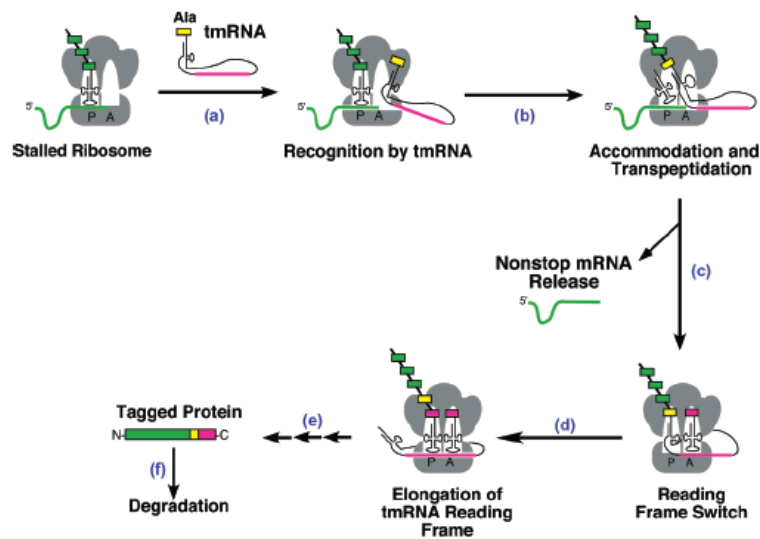 Ala
tmRNA
5'
P A
(a)
Stalled Ribosome
5'
P A
Recognition by tmRNA
(b)
5'
P A
Accommodation and
Transpeptidation
(c)
Nonstop mRNA
Release
5'
P A
Reading
Frame Switch
(d)
P A
Elongation of
tmRNA Reading
Frame
(e)
Tagged Protein
N- -C
(f)
Degradation